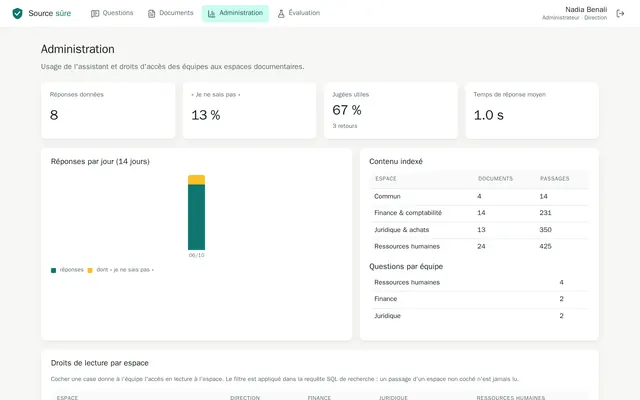 Source sûre
Questions
Documents
Administration
Évaluation
Nadia Benali
Administrateur · Direction
Administration
Usage de l'assistant et droits d'accès des équipes aux espaces documentaires.
Réponses données
8
« Je ne sais pas »
13 %
Jugées utiles
67 %
3 retours
Temps de réponse moyen
1.0 s
Réponses par jour (14 jours)
06/10
réponses
dont « je ne sais pas »
Contenu indexé
ESPACE DOCUMENTS PASSAGES
Commun 4 14
Finance & comptabilité 14 231
Juridique & achats 13 350
Ressources humaines 24 425
Questions par équipe
Ressources humaines 4
Finance 2
Juridique 2
Droits de lecture par espace
Cocher une case donne à l'équipe l'accès en lecture à l'espace. Le filtre est appliqué dans la requête SQL de recherche : un passage d'un espace non coché n'est jamais lu.
ESPACE DIRECTION FINANCE JURIDIQUE RESSOURCES HUMAINES